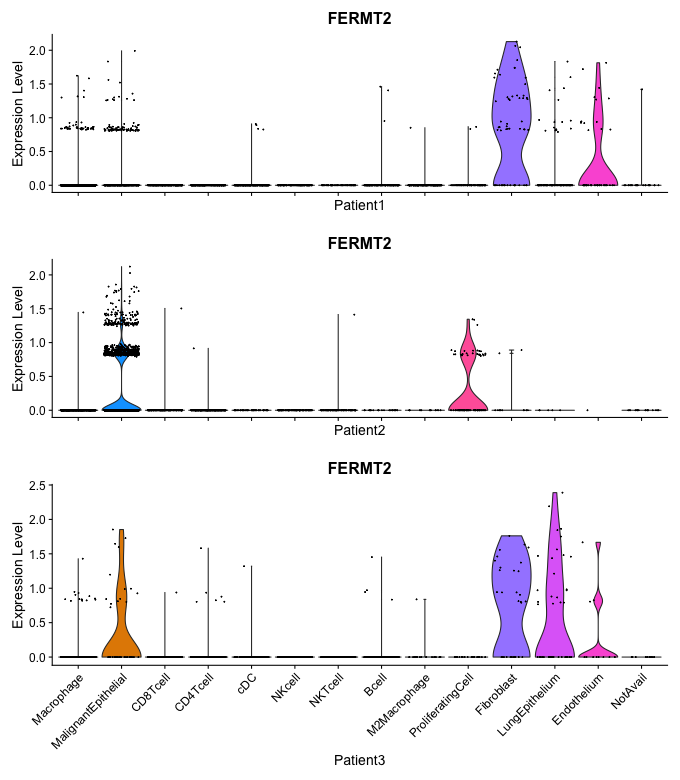 FERMT2
Expression Level
2.0
1.5
1.0
0.5
0.0
Patient1
FERMT2
Expression Level
2.0
1.5
1.0
0.5
0.0
Patient2
FERMT2
Expression Level
2.5
2.0
1.5
1.0
0.5
0.0
Macrophage
MalignantEpithelial
CD8Tcell
CD4Tcell
cDC
NKcell
NKTcell
Bcell
M2Macrophage
ProliferatingCell
Fibroblast
LungEpithelium
Endothelium
NotAvail
Patient3